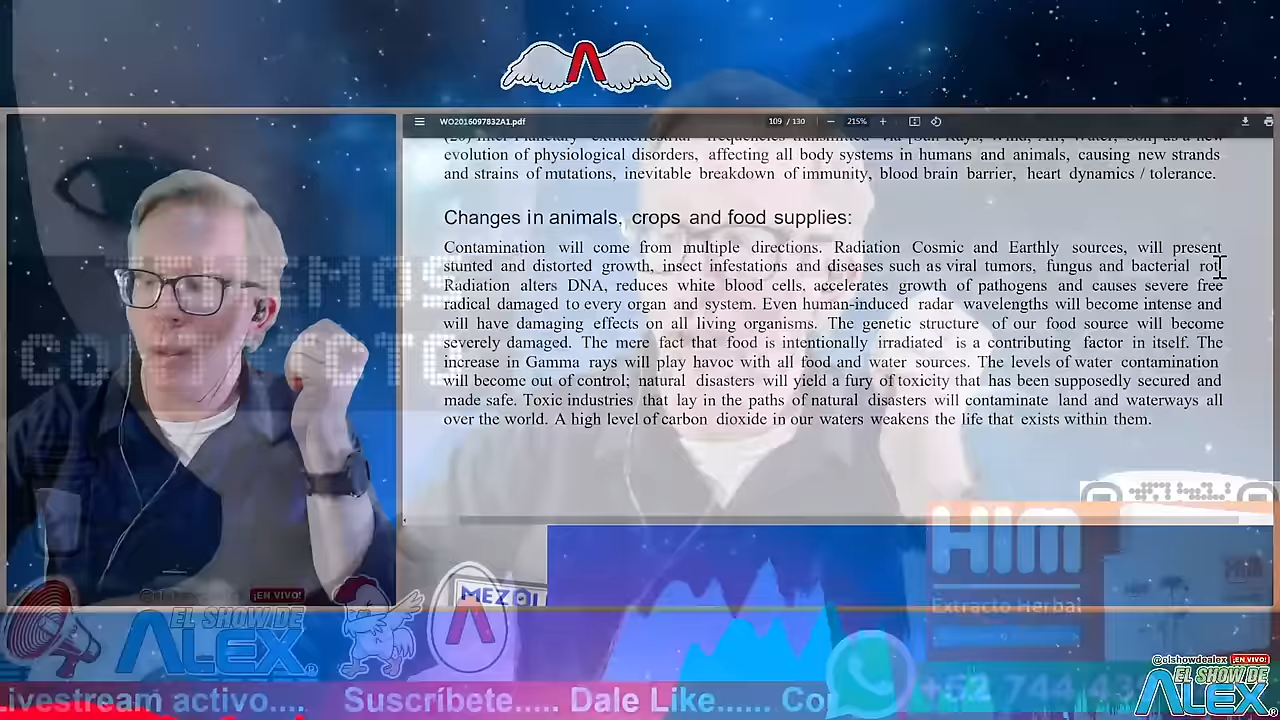 WO2016097832A1.pdf
109 / 130
215%
evolution of physiological disorders, affecting all body systems in humans and animals, causing new strands
and strains of mutations, inevitable breakdown of immunity, blood brain barrier, heart dynamics / tolerance.
Changes in animals, crops and food supplies:
Contamination will come from multiple directions. Radiation Cosmic and Earthly sources, will present
stunted and distorted growth, insect infestations and diseases such as viral tumors, fungus and bacterial rot
Radiation alters DNA, reduces white blood cells, accelerates growth of pathogens and causes severe free
radical damaged to every organ and system. Even human-induced radar wavelengths will become intense and
will have damaging effects on all living organisms. The genetic structure of our food source will become
severely damaged. The mere fact that food is intentionally irradiated is a contributing factor in itself. The
increase in Gamma rays will play havoc with all food and water sources. The levels of water contamination
will become out of control; natural disasters will yield a fury of toxicity that has been supposedly secured and
made safe. Toxic industries that lay in the paths of natural disasters will contaminate land and waterways all
over the world. A high level of carbon dioxide in our waters weakens the life that exists within them.
HIM
Extracto Herbal
¡EN VIVO!
EL SHOW DE
ALEX
@elshowdealex ¡EN VIVO!
EL SHOW DE
ALEX
Livestream activo.... Suscríbete..... Dale Like......